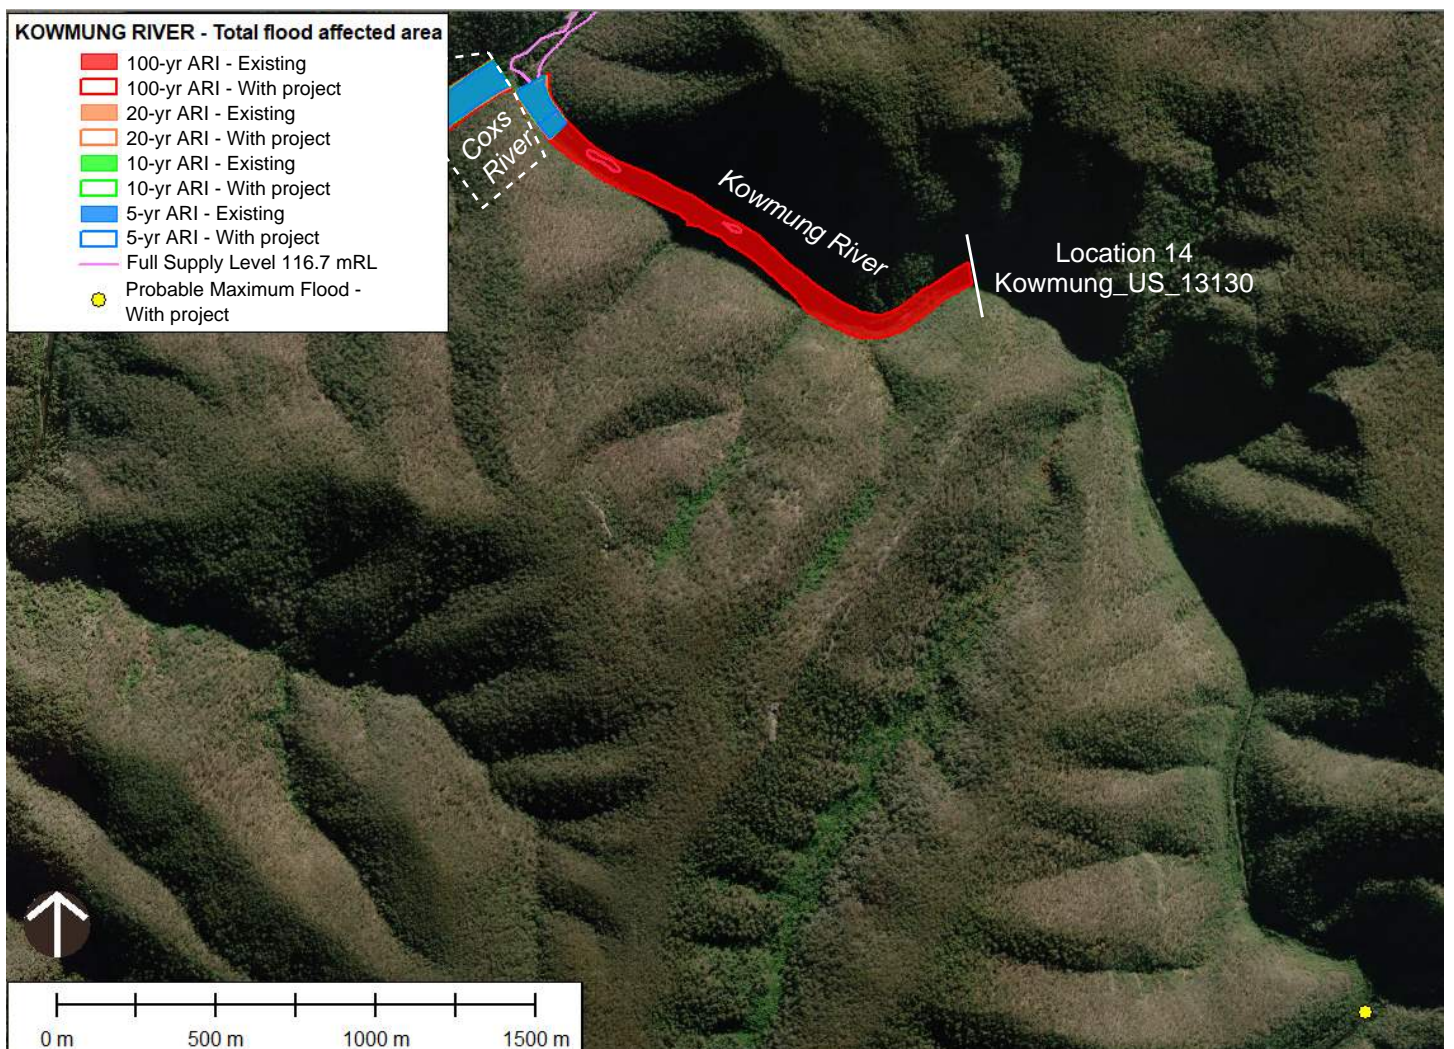 KOWMUNG RIVER - Total flood affected area
100-yr ARI - Existing
100-yr ARI - With project
20-yr ARI - Existing
20-yr ARI - With project
10-yr ARI - Existing
10-yr ARI - With project
5-yr ARI - Existing
5-yr ARI - With project
Full Supply Level 116.7 mRL
Probable Maximum Flood -
With project
Coxs
River
Kowmung River
Location 14
Kowmung_US_13130
0 m 500 m 1000 m 1500 m